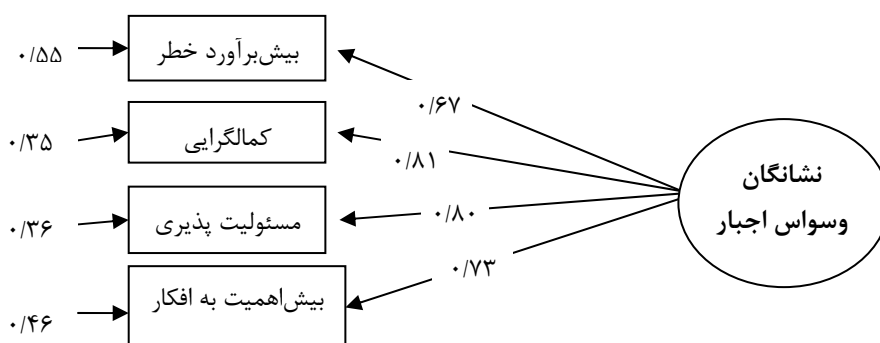 بیش‌برآورد خطر
۰/۵۵
۰/۶۷
کمالگرایی
۰/۳۵
۰/۸۱
نشانگان
وسواس اجبار
مسئولیت پذیری
۰/۳۶
۰/۸۰
بیش‌اهمیت به افکار
۰/۴۶
۰/۷۳